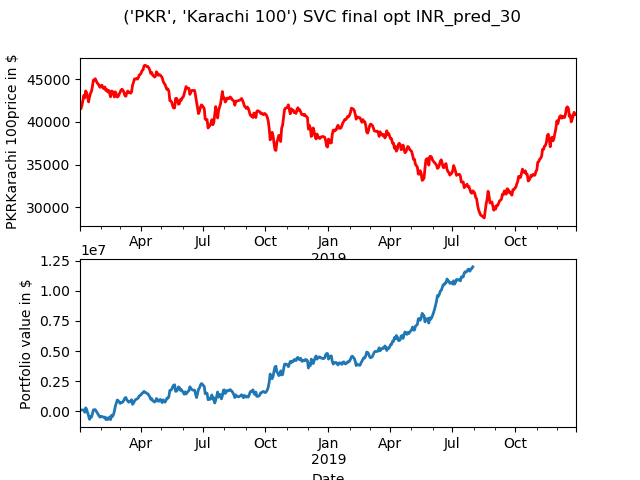 ('PKR', 'Karachi 100') SVC final opt INR_pred_30
PKRKarachi 100price in $
45000
40000
35000
30000
Apr Jul Oct Jan Apr Jul Oct
2019
1e7
Portfolio value in $
1.25
1.00
0.75
0.50
0.25
0.00
Apr Jul Oct Jan Apr Jul Oct
2019
Date